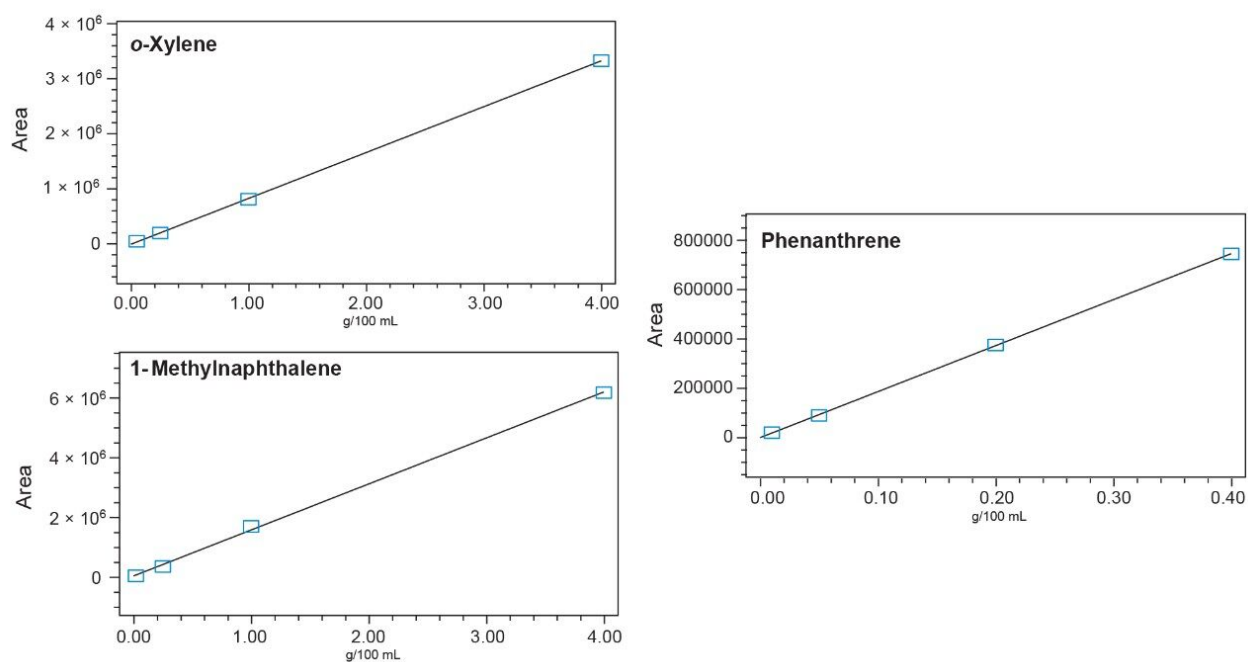 o-Xylene
4 × 10⁶
3 × 10⁶
2 × 10⁶
1 × 10⁶
0
Area
0.00 1.00 2.00 3.00 4.00
g/100 mL
1-Methylnaphthalene
6 × 10⁶
4 × 10⁶
2 × 10⁶
0
Area
0.00 1.00 2.00 3.00 4.00
g/100 mL
Phenanthrene
800000
600000
400000
200000
0
Area
0.00 0.10 0.20 0.30 0.40
g/100 mL